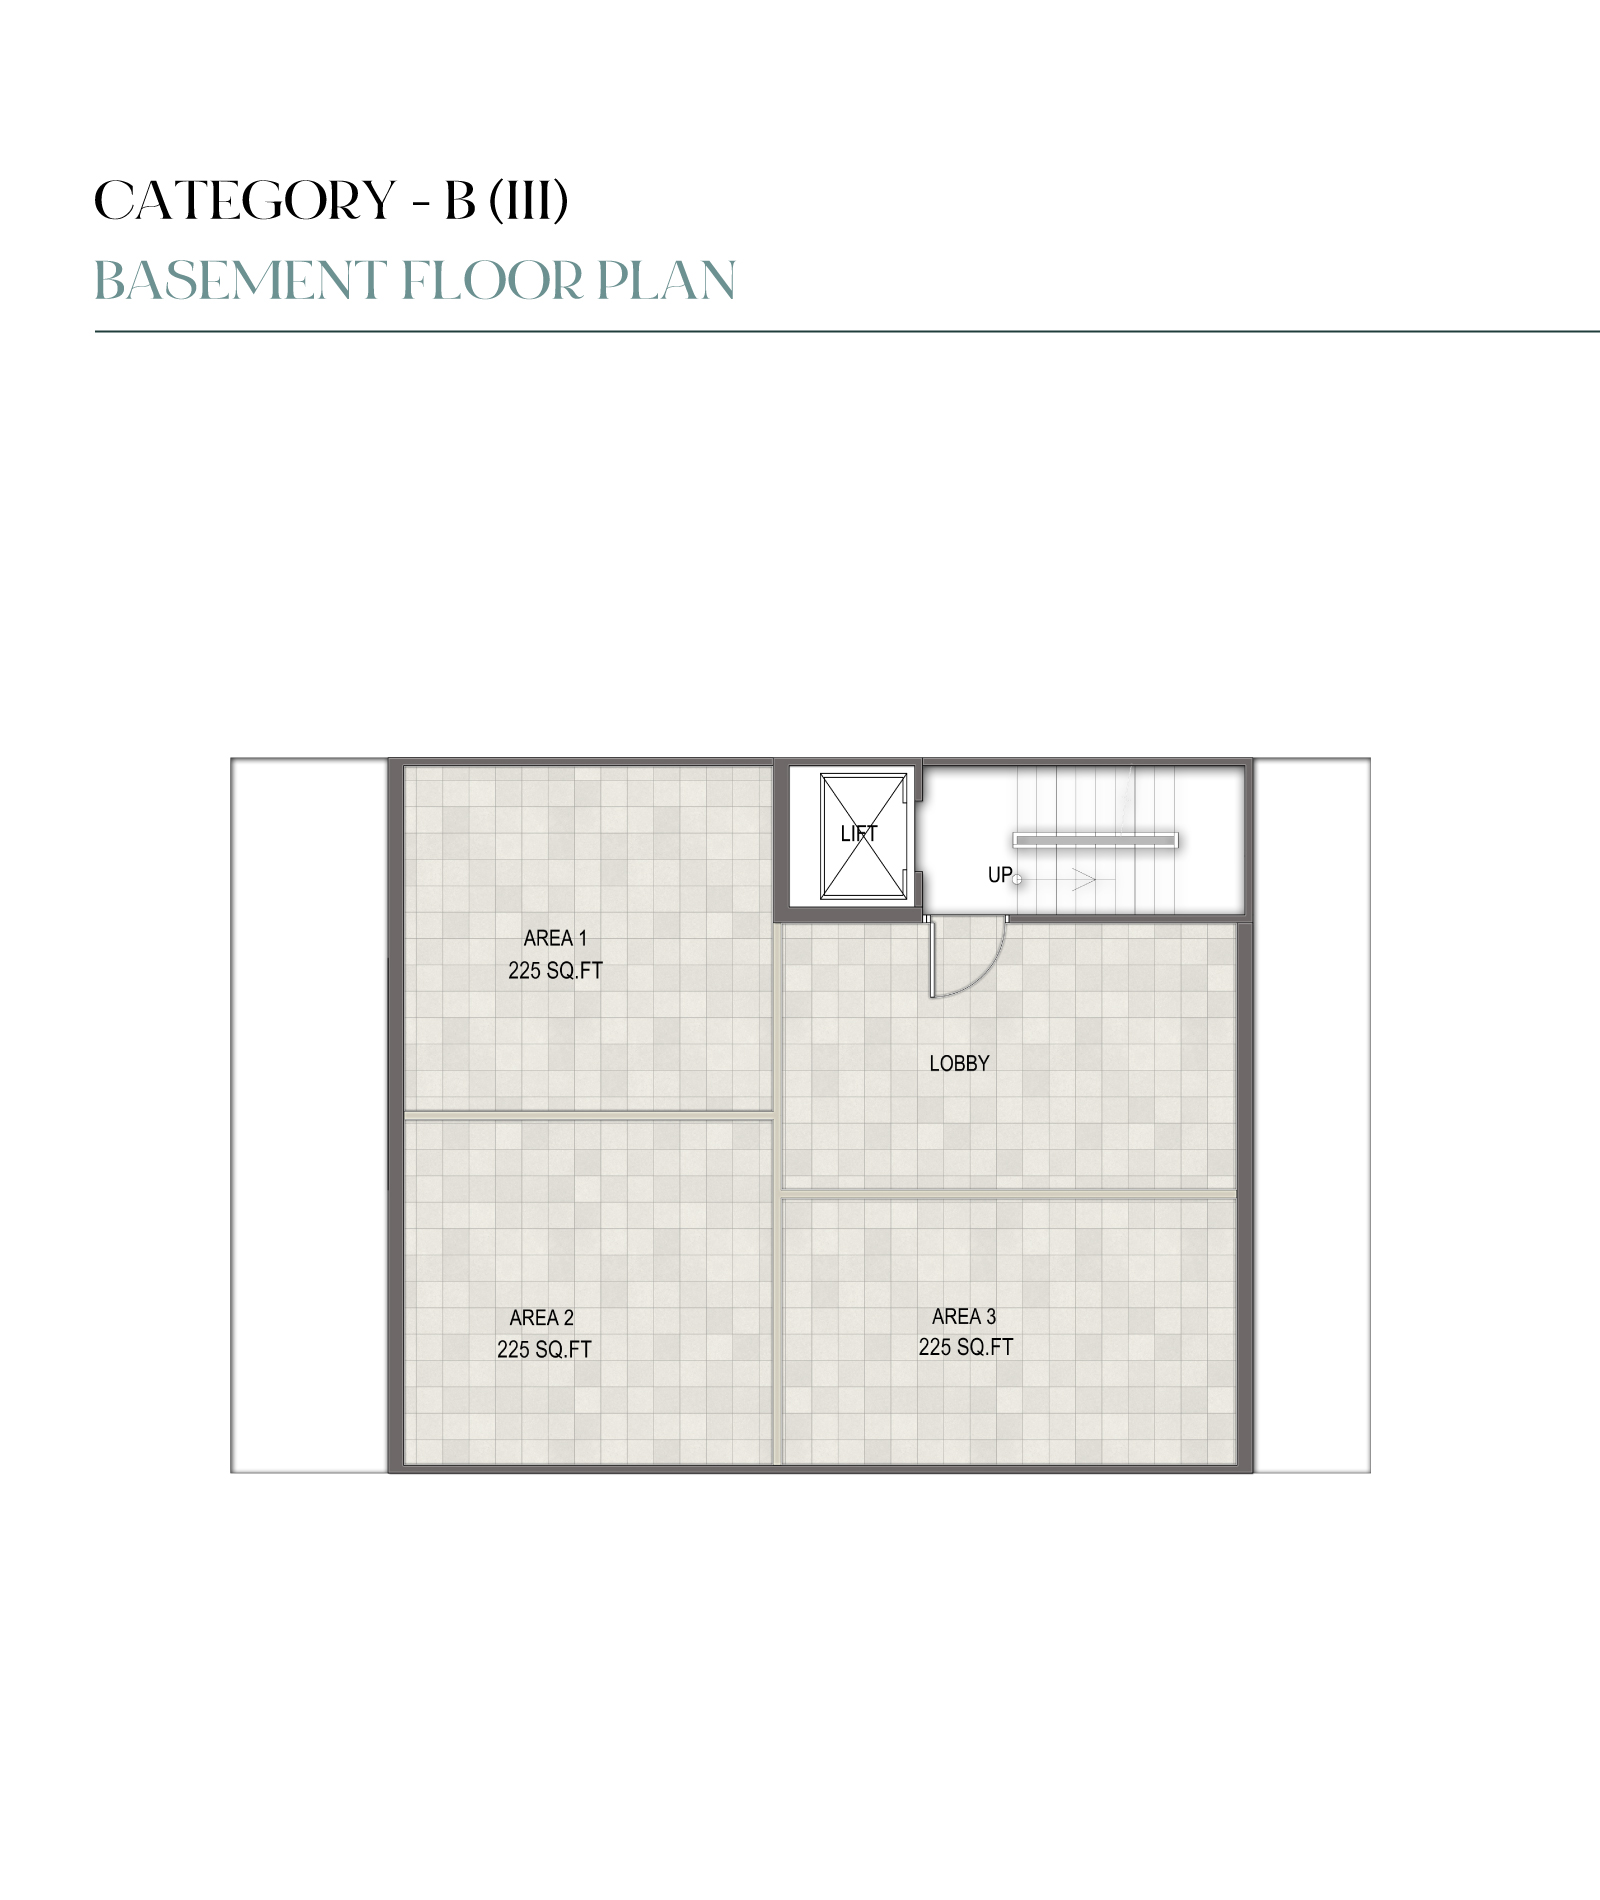 CATEGORY - B (III)
BASEMENT FLOOR PLAN
LIFT
UP
AREA 1
225 SQ.FT
LOBBY
AREA 2
225 SQ.FT
AREA 3
225 SQ.FT